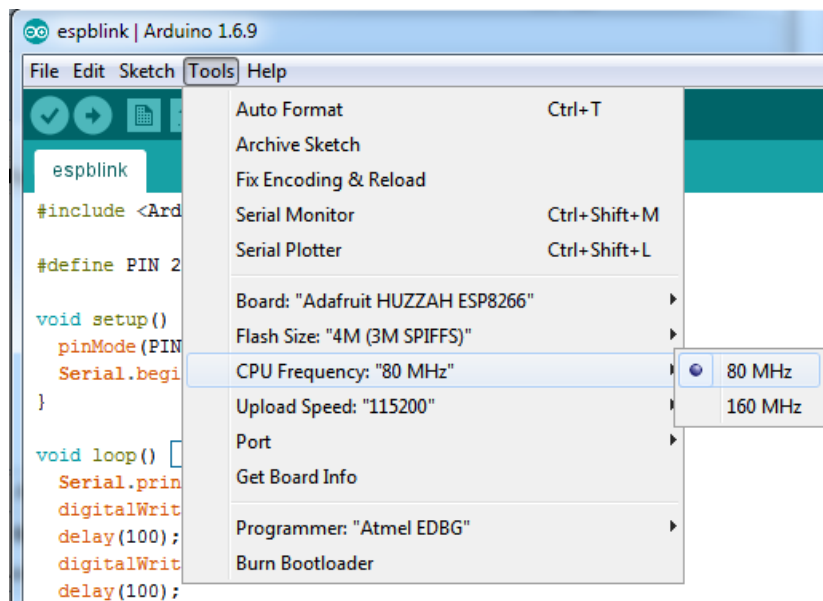 espblink | Arduino 1.6.9
File Edit Sketch Tools Help
Auto Format Ctrl+T
Archive Sketch
Fix Encoding & Reload
Serial Monitor Ctrl+Shift+M
Serial Plotter Ctrl+Shift+L
Board: "Adafruit HUZZAH ESP8266"
Flash Size: "4M (3M SPIFFS)"
CPU Frequency: "80 MHz"
80 MHz
160 MHz
Upload Speed: "115200"
Port
Get Board Info
Programmer: "Atmel EDBG"
Burn Bootloader
espblink
#include <Ard
#define PIN 2
void setup()
pinMode(PIN
Serial.begi
}
void loop()
Serial.prin
digitalWrit
delay(100);
digitalWrit
delay(100);